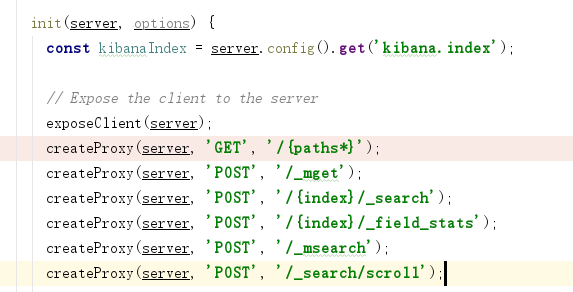 init(server, options) {
const kibanaIndex = server.config().get('kibana.index');
// Expose the client to the server
exposeClient(server);
createProxy(server, 'GET', '/{paths*}');
createProxy(server, 'POST', '/_mget');
createProxy(server, 'POST', '/{index}/_search');
createProxy(server, 'POST', '/{index}/_field_stats');
createProxy(server, 'POST', '/_msearch');
createProxy(server, 'POST', '/_search/scroll');